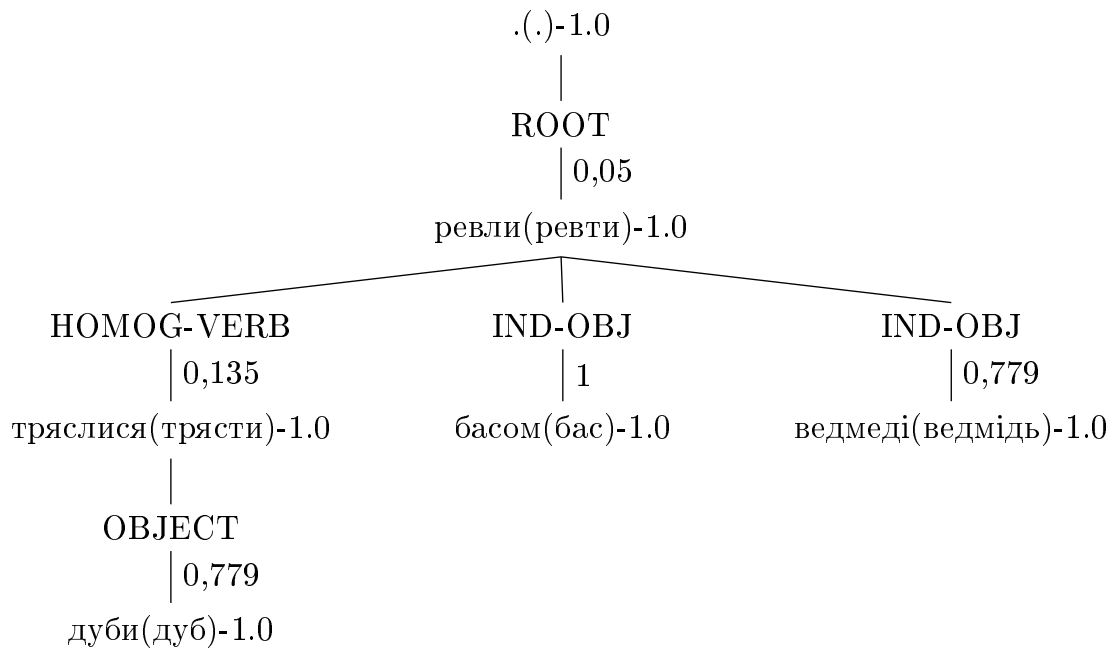 .(.)-1.0
ROOT
0,05
ревли(ревти)-1.0
HOMOG-VERB IND-OBJ IND-OBJ
0,135 1 0,779
тряслися(трясти)-1.0 басом(бас)-1.0 ведмеді(ведмідь)-1.0
OBJECT
0,779
дуби(дуб)-1.0